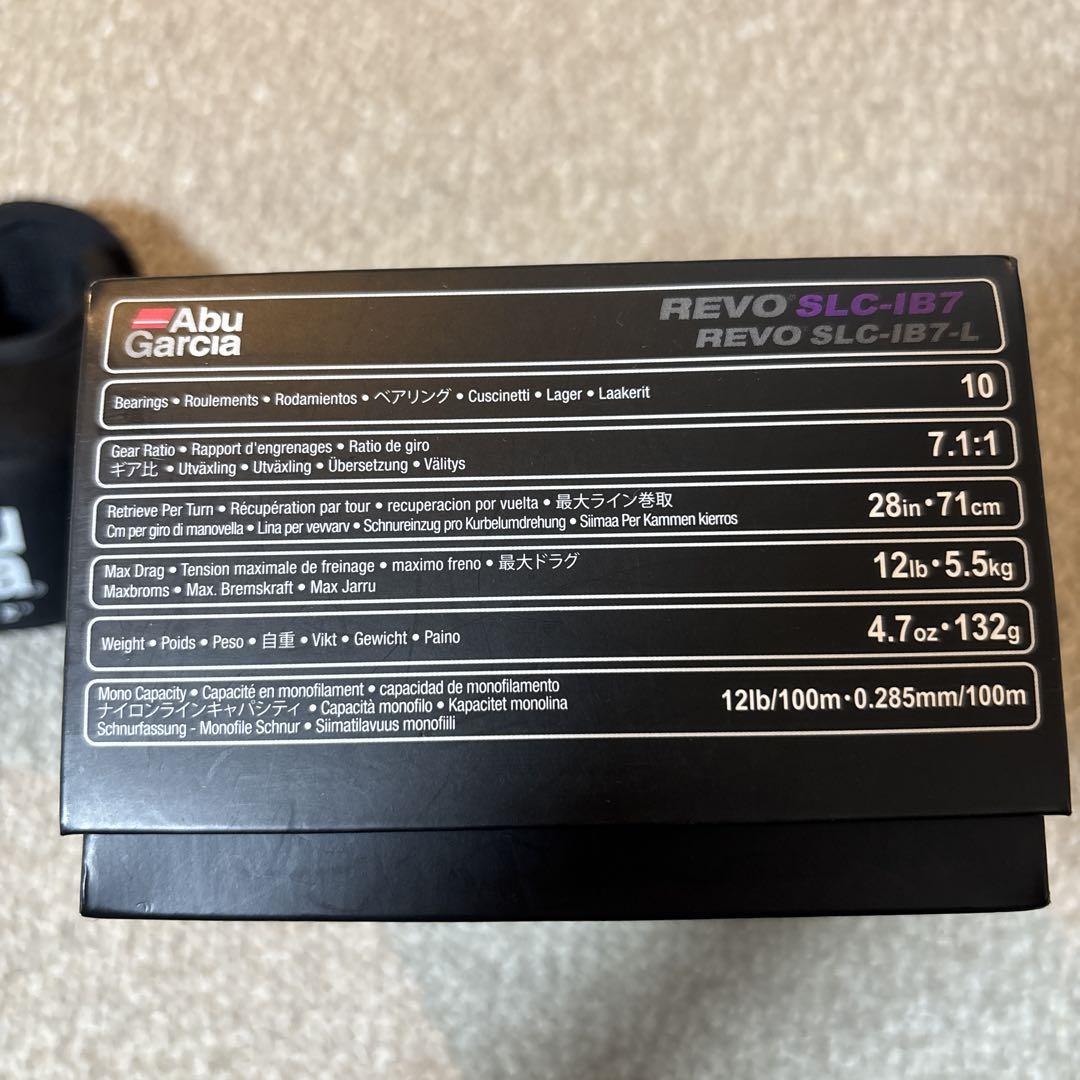 Abu
Garcia
REVO SLC-IB7
REVO SLC-IB7-L
Bearings • Roulements • Rodamientos • ベアリング • Cuscinetti • Lager • Laakerit
10
Gear Ratio • Rapport d'engrenages • Ratio de giro
ギア比 • Utväxling • Utväxling • Übersetzung • Välitys
7.1:1
Retrieve Per Turn • Récupération par tour • recuperacion por vuelta • 最大ライン巻取
Cm per giro di manovella • Lina per vevvarv • Schnureinzug pro Kurbelumdrehung • Siimaa Per Kammen kierros
28in•71cm
Max Drag • Tension maximale de freinage • maximo freno • 最大ドラグ
Maxbroms • Max. Bremskraft • Max Jarru
12lb•5.5kg
Weight • Poids • Peso • 自重 • Vikt • Gewicht • Paino
4.7oz•132g
Mono Capacity • Capacité en monofilament • capacidad de monofilamento
ナイロンラインキャパシティ • Capacità monofilo • Kapacitet monolina
Schnurfassung - Monofile Schnur • Siimatilavuus monofiili
12lb/100m•0.285mm/100m